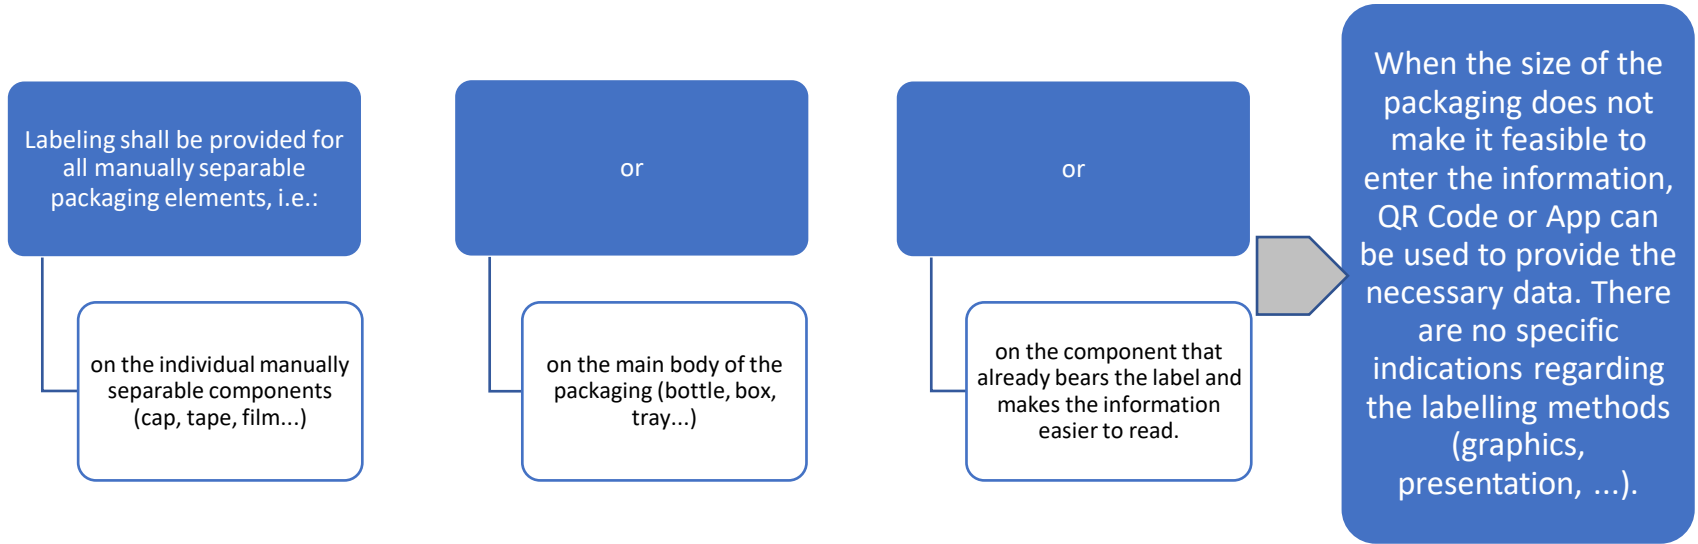 Labeling shall be provided for
all manually separable
packaging elements, i.e.:
on the individual manually
separable components
(cap, tape, film...)
or
on the main body of the
packaging (bottle, box,
tray...)
or
on the component that
already bears the label and
makes the information
easier to read.
When the size of the
packaging does not
make it feasible to
enter the information,
QR Code or App can
be used to provide the
necessary data. There
are no specific
indications regarding
the labelling methods
(graphics,
presentation, ...).